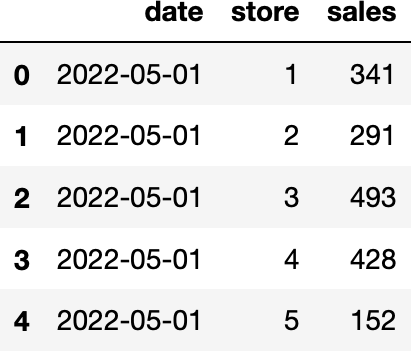 date store sales
0 2022-05-01 1 341
1 2022-05-01 2 291
2 2022-05-01 3 493
3 2022-05-01 4 428
4 2022-05-01 5 152